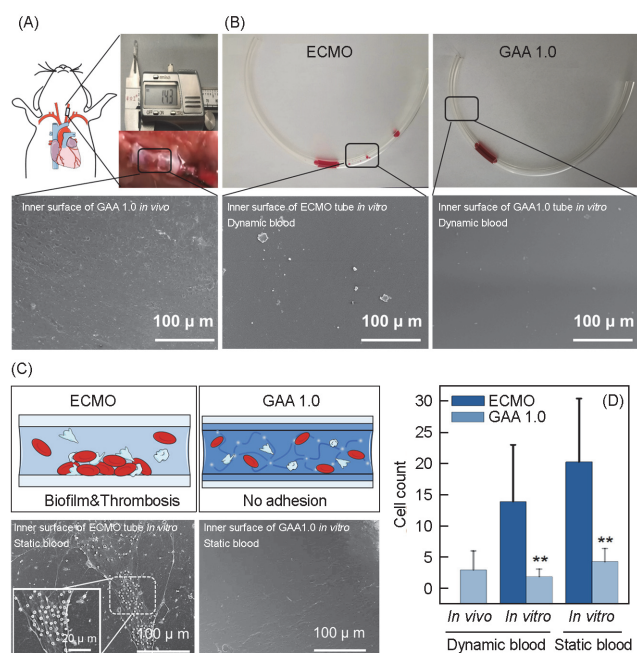 (A)
(B)
ECMO
GAA 1.0
Inner surface of GAA 1.0 in vivo
100 μ m
Inner surface of ECMO tube in vitro
Dynamic blood
100 μ m
Inner surface of GAA1.0 tube in vitro
Dynamic blood
100 μ m
(C)
ECMO
GAA 1.0
Biofilm&Thrombosis
No adhesion
Inner surface of ECMO tube in vitro
Static blood
20 μ m
100 μ m
Inner surface of GAA1.0 in vitro
Static blood
100 μ m
(D)
ECMO
GAA 1.0
Cell count
30
25
20
15
10
5
0
**
**
In vivo In vitro In vitro
Dynamic blood Static blood